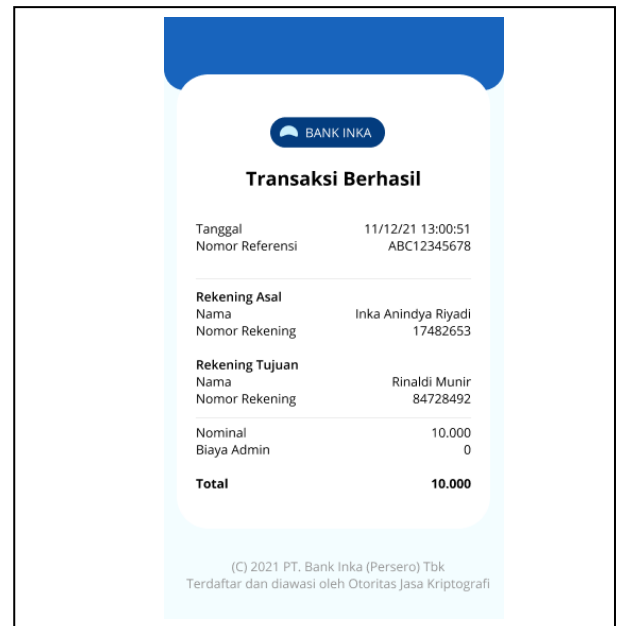 BANK INKA
Transaksi Berhasil
Tanggal 11/12/21 13:00:51
Nomor Referensi ABC12345678
Rekening Asal
Nama Inka Anindya Riyadi
Nomor Rekening 17482653
Rekening Tujuan
Nama Rinaldi Munir
Nomor Rekening 84728492
Nominal 10.000
Biaya Admin 0
Total 10.000
(C) 2021 PT. Bank Inka (Persero) Tbk
Terdaftar dan diawasi oleh Otoritas Jasa Kriptografi